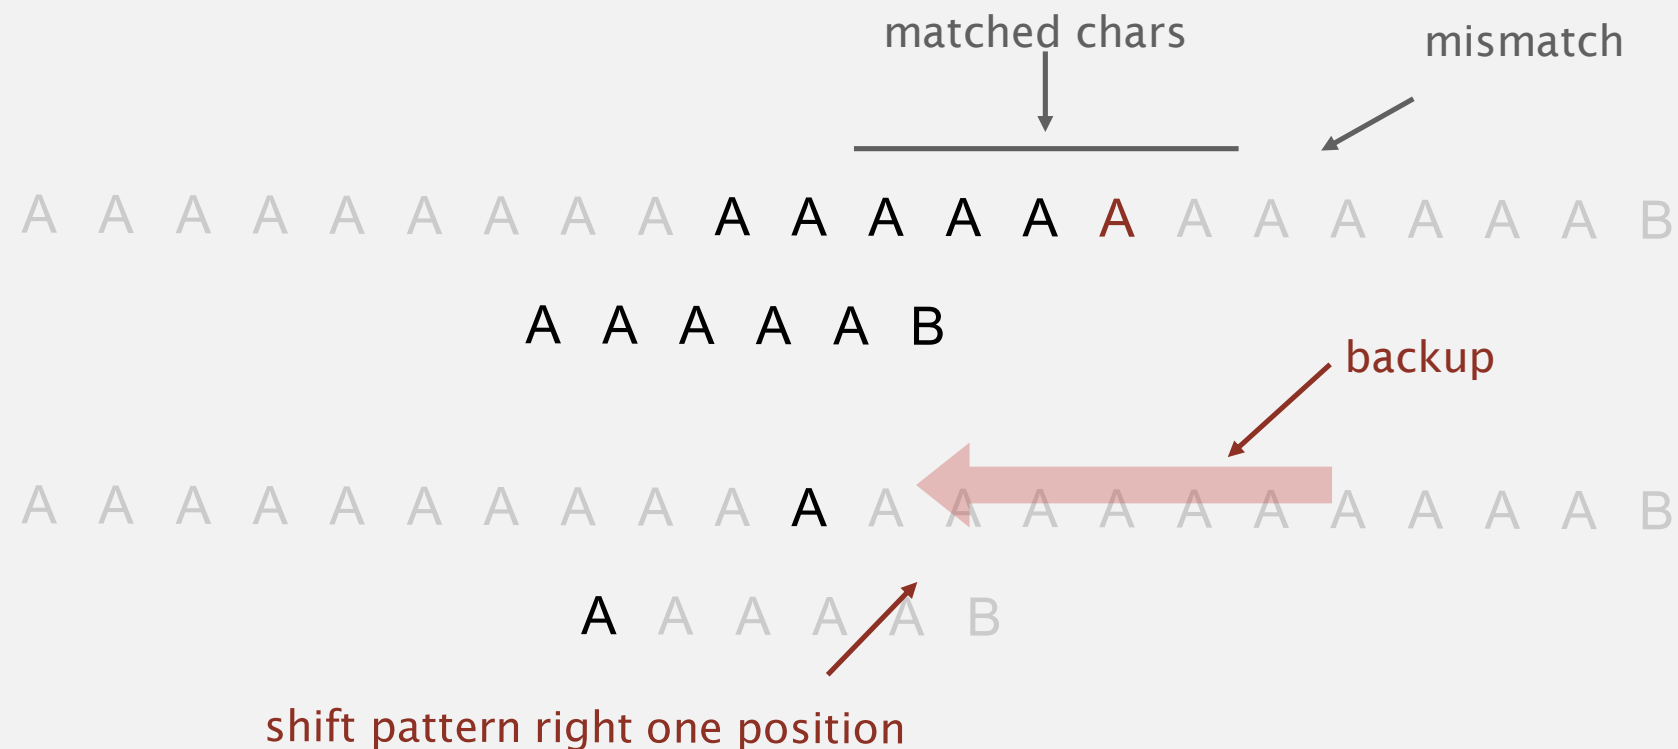 matched chars
mismatch
A A A A A A A A A A A A A A A A A A A A A B
A A A A A B
backup
A A A A A A A A A A A A A A A A A A A A A B
A A A A A B
shift pattern right one position